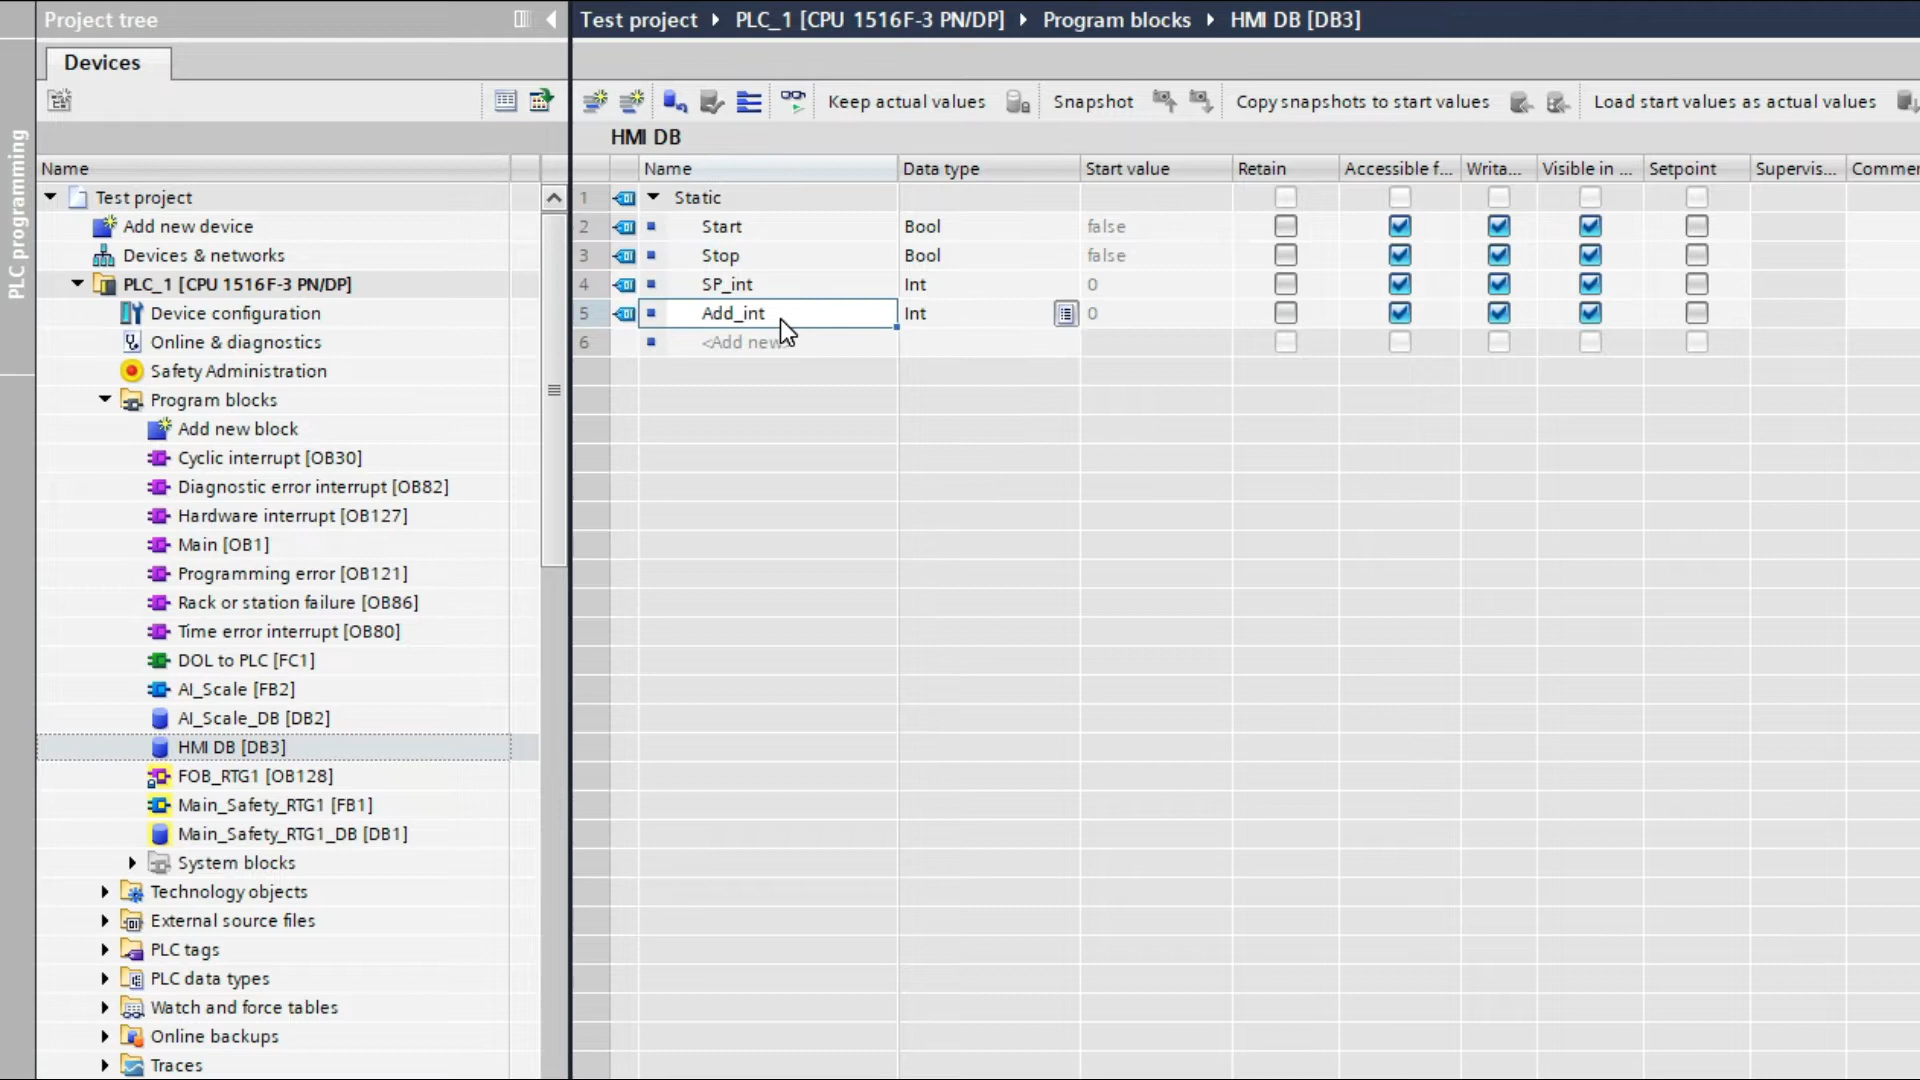 Project tree
Test project ▸ PLC_1 [CPU 1516F-3 PN/DP] ▸ Program blocks ▸ HMI DB [DB3]
Devices
PLC programming
Keep actual values
Snapshot
Copy snapshots to start values
Load start values as actual values
HMI DB
Name
Name Data type Start value Retain Accessible f... Writa... Visible in ... Setpoint Supervis... Commen
1 Static
2 Start Bool false
3 Stop Bool false
4 SP_int Int 0
5 Add_int Int 0
6 <Add new
Test project
Add new device
Devices & networks
PLC_1 [CPU 1516F-3 PN/DP]
Device configuration
Online & diagnostics
Safety Administration
Program blocks
Add new block
Cyclic interrupt [OB30]
Diagnostic error interrupt [OB82]
Hardware interrupt [OB127]
Main [OB1]
Programming error [OB121]
Rack or station failure [OB86]
Time error interrupt [OB80]
DOL to PLC [FC1]
AI_Scale [FB2]
AI_Scale_DB [DB2]
HMI DB [DB3]
FOB_RTG1 [OB128]
Main_Safety_RTG1 [FB1]
Main_Safety_RTG1_DB [DB1]
System blocks
Technology objects
External source files
PLC tags
PLC data types
Watch and force tables
Online backups
Traces